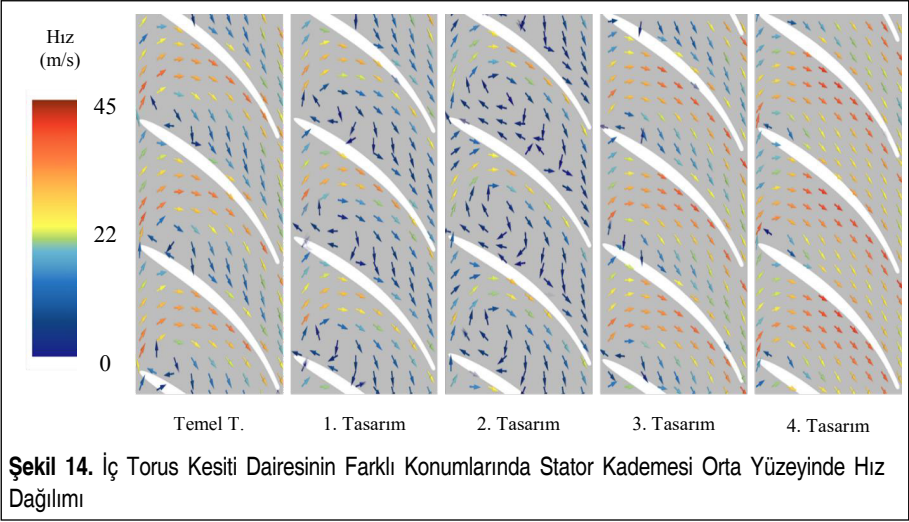 Hız
(m/s)
45
22
0
Temel T.
1. Tasarım
2. Tasarım
3. Tasarım
4. Tasarım
Şekil 14. İç Torus Kesiti Dairesinin Farklı Konumlarında Stator Kademesi Orta Yüzeyinde Hız
Dağılımı